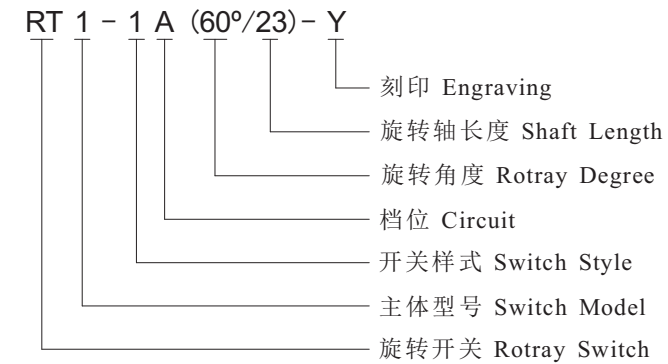 RT 1 - 1 A (60º/23) - Y
刻印 Engraving
旋转轴长度 Shaft Length
旋转角度 Rotray Degree
档位 Circuit
开关样式 Switch Style
主体型号 Switch Model
旋转开关 Rotray Switch